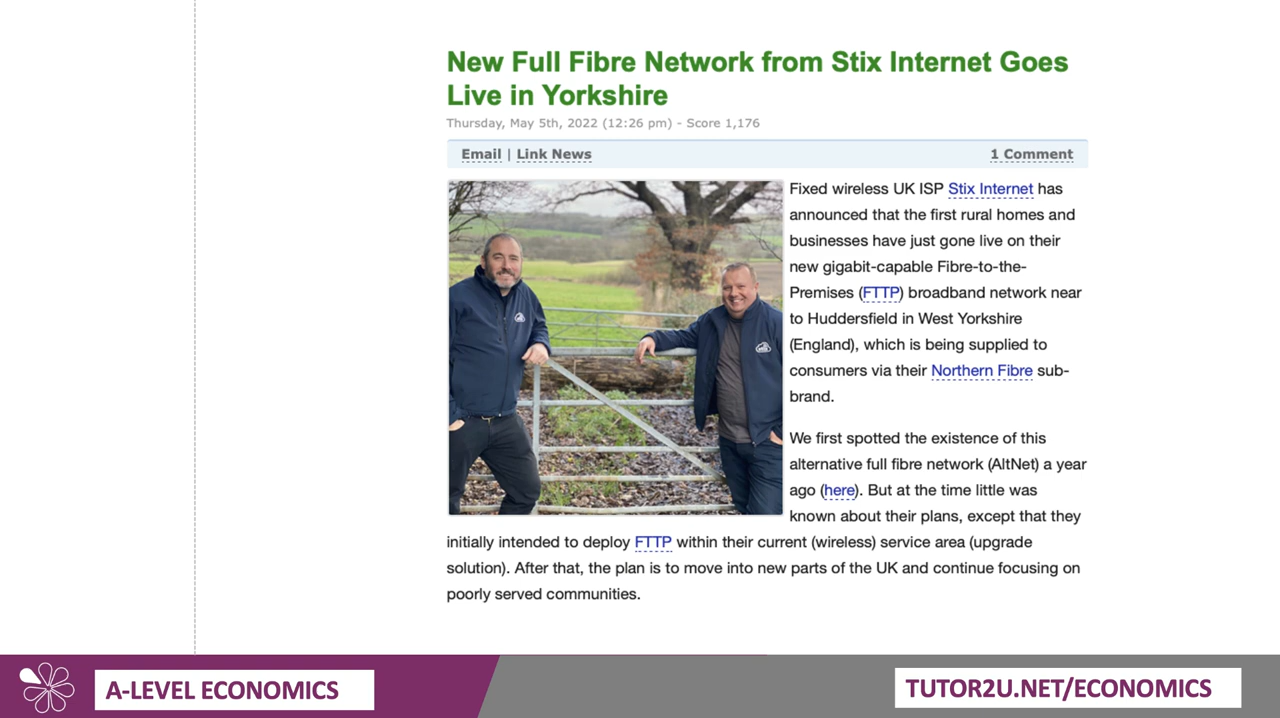 New Full Fibre Network from Stix Internet Goes
Live in Yorkshire
Thursday, May 5th, 2022 (12:26 pm) - Score 1,176
Email | Link News
1 Comment
Fixed wireless UK ISP Stix Internet has
announced that the first rural homes and
businesses have just gone live on their
new gigabit-capable Fibre-to-the-
Premises (FTTP) broadband network near
to Huddersfield in West Yorkshire
(England), which is being supplied to
consumers via their Northern Fibre sub-
brand.
We first spotted the existence of this
alternative full fibre network (AltNet) a year
ago (here). But at the time little was
known about their plans, except that they
initially intended to deploy FTTP within their current (wireless) service area (upgrade
solution). After that, the plan is to move into new parts of the UK and continue focusing on
poorly served communities.
A-LEVEL ECONOMICS
TUTOR2U.NET/ECONOMICS